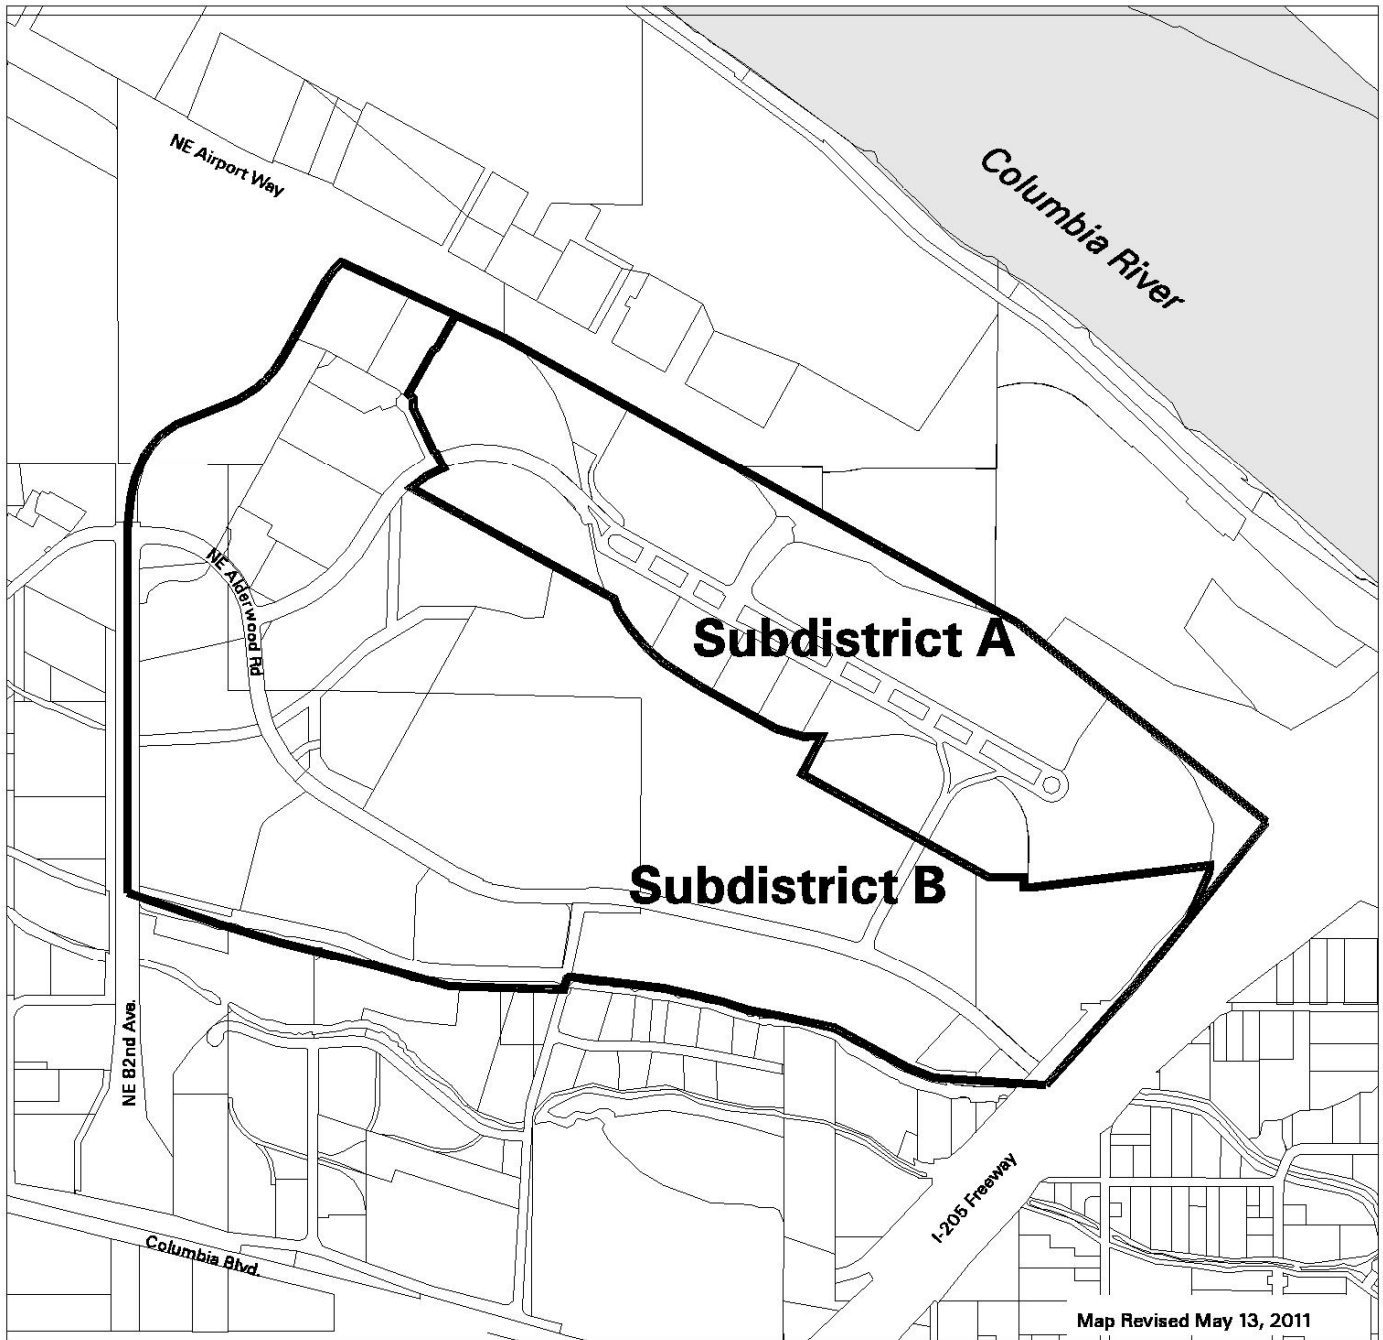 NE Airport Way
Columbia River
NE Alderwood Rd
Subdistrict A
Subdistrict B
NE 82nd Ave.
I-205 Freeway
Columbia Blvd.
Map Revised May 13, 2011